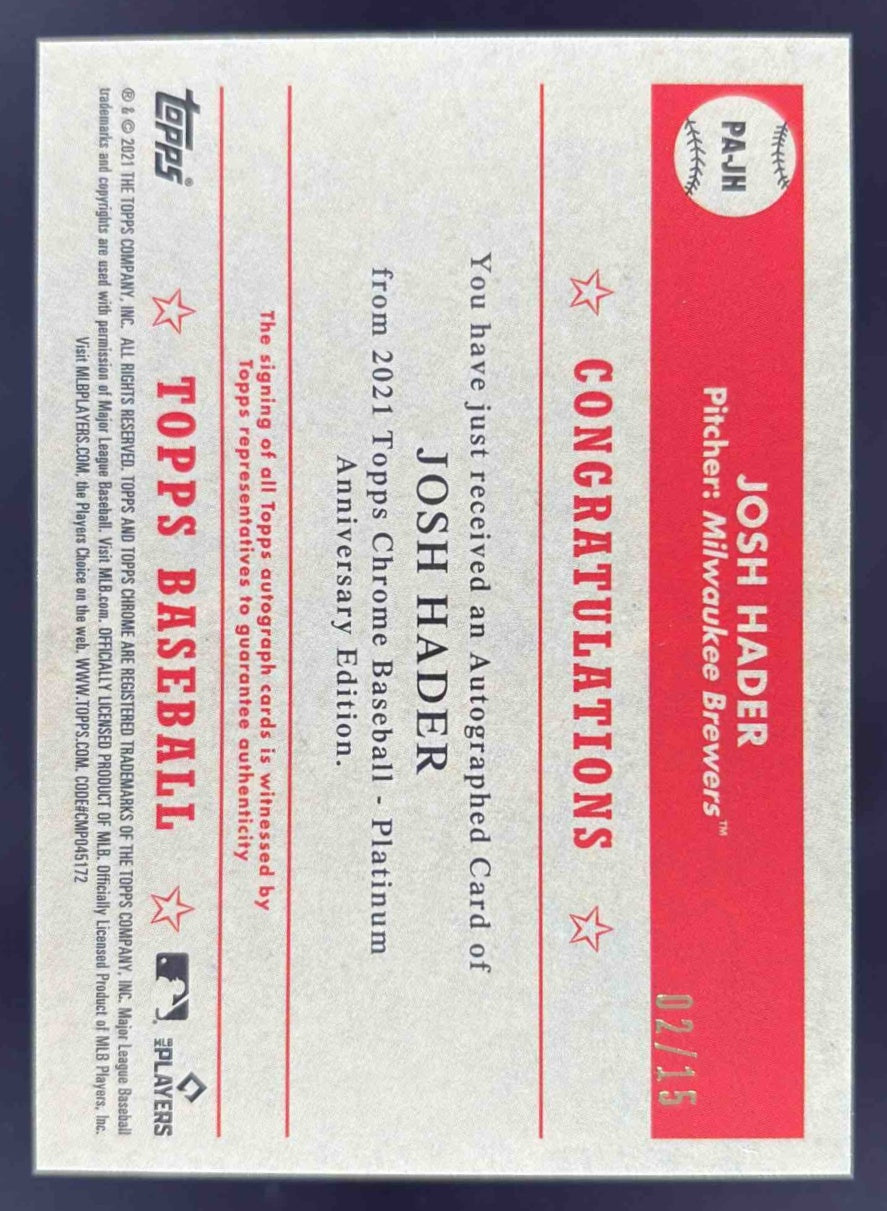 PA-JH
JOSH HADER
Pitcher: Milwaukee Brewers™
02/15
CONGRATULATIONS
You have just received an Autographed Card of
JOSH HADER
from 2021 Topps Chrome Baseball - Platinum
Anniversary Edition.
The signing of all Topps autograph cards is witnessed by
Topps representatives to guarantee authenticity
topps®
TOPPS BASEBALL
MLB PLAYERS
® & © 2021 THE TOPPS COMPANY, INC. ALL RIGHTS RESERVED. TOPPS AND TOPPS CHROME ARE REGISTERED TRADEMARKS OF THE TOPPS COMPANY, INC. Major League Baseball
trademarks and copyrights are used with permission of Major League Baseball. Visit MLB.com. OFFICIALLY LICENSED PRODUCT OF MLB. Officially Licensed Product of MLB Players, Inc.
Visit MLBPLAYERS.COM, the Players Choice on the web. WWW.TOPPS.COM. CODE#CMP045172